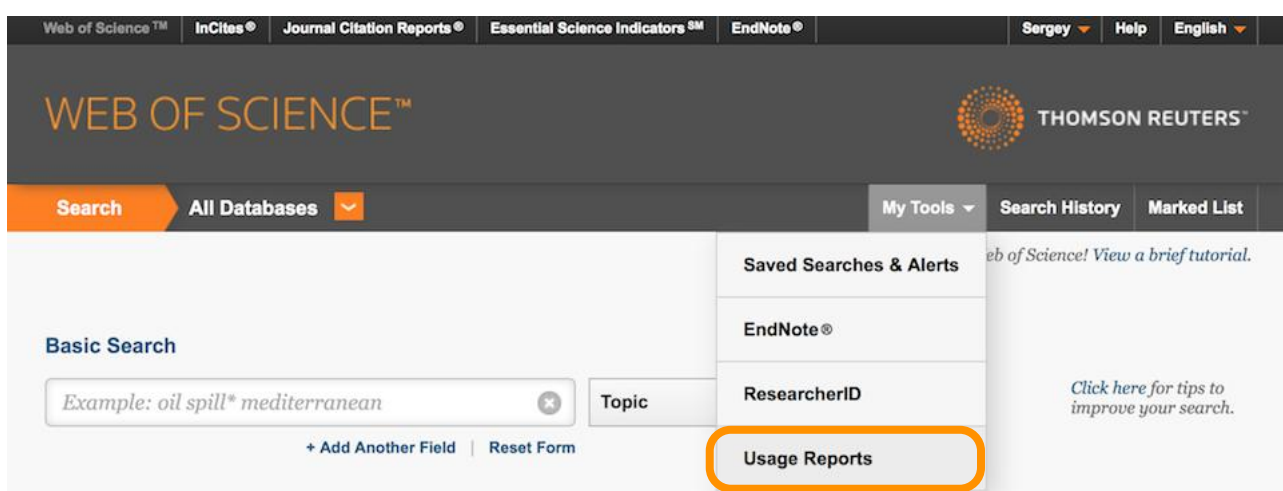 Web of Science™ InCites® Journal Citation Reports® Essential Science Indicators℠ EndNote® Sergey Help English
WEB OF SCIENCE™
THOMSON REUTERS™
Search All Databases My Tools Search History Marked List
Saved Searches & Alerts
of Science! View a brief tutorial.
EndNote®
Basic Search
Example: oil spill* mediterranean Topic
ResearcherID
Click here for tips to
improve your search.
+ Add Another Field | Reset Form
Usage Reports